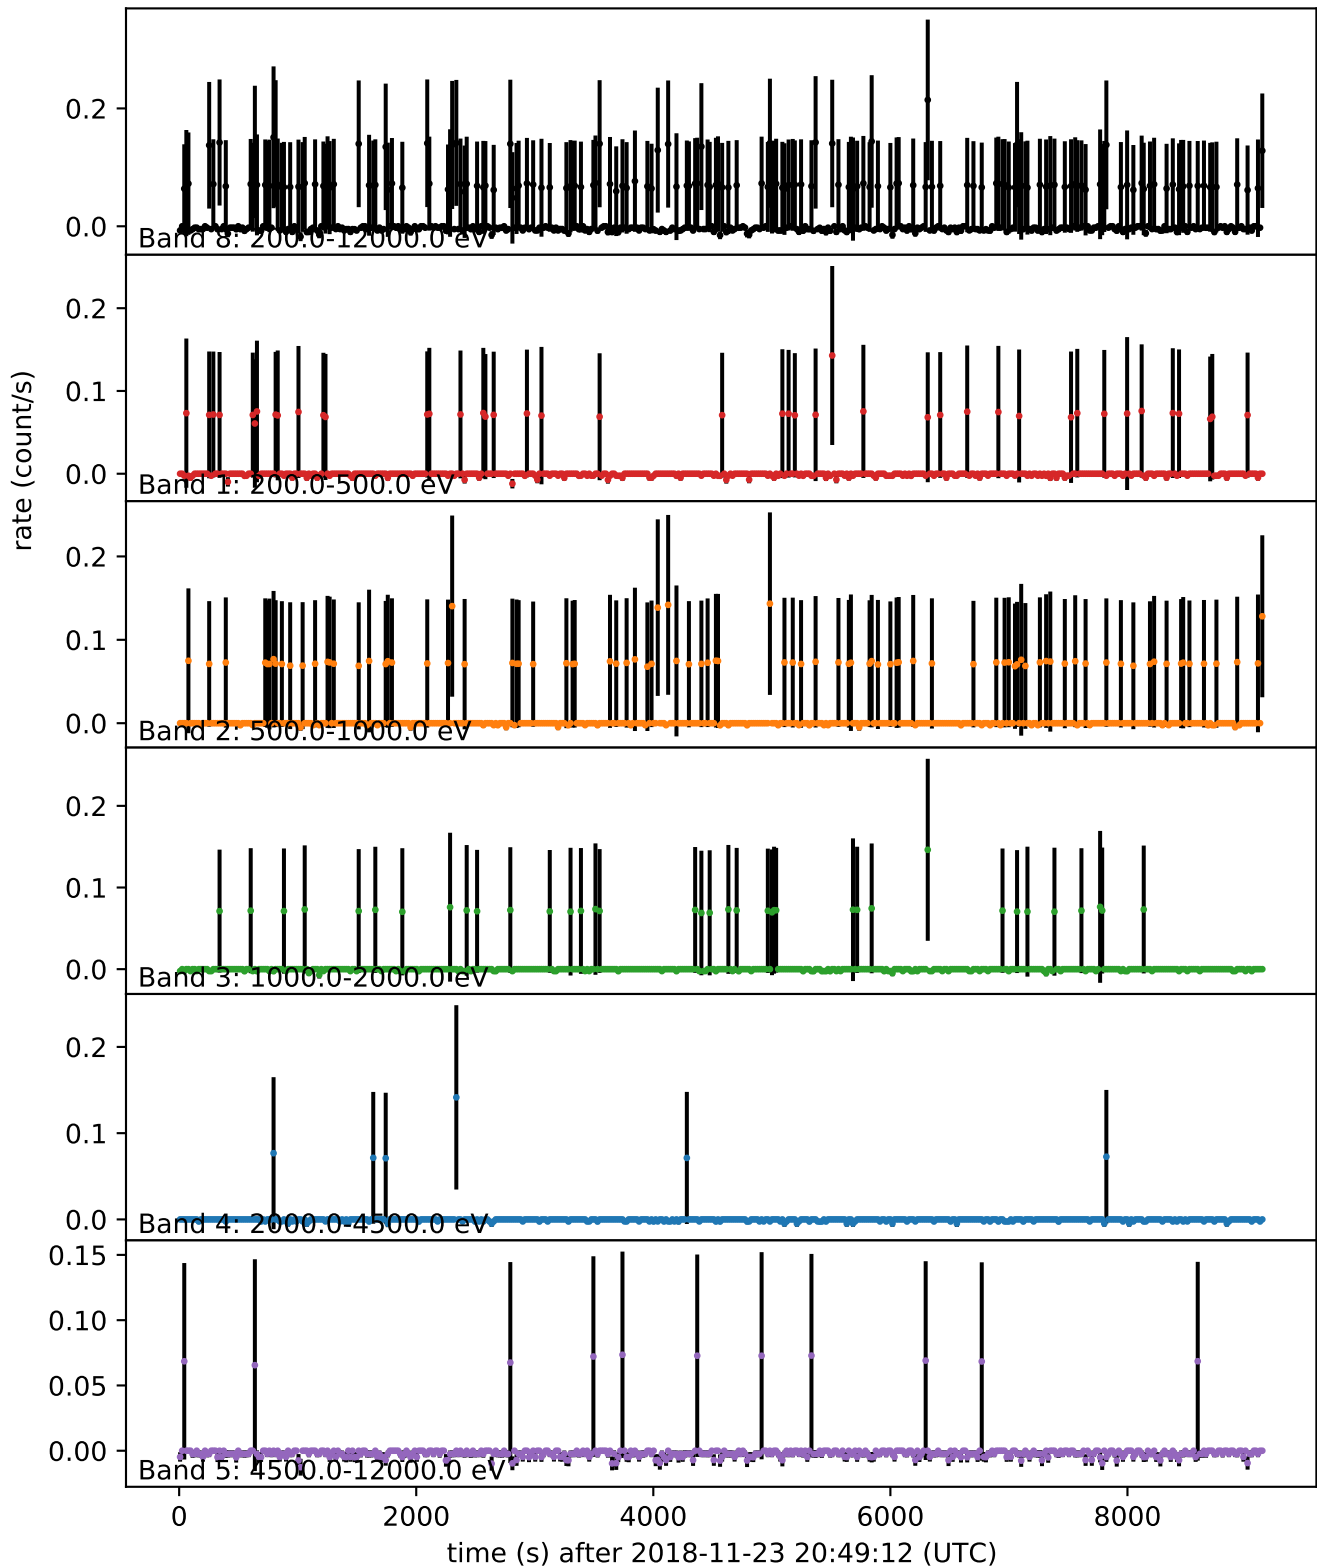 0.2
0.0
Band 8: 200.0-12000.0 eV
0.2
0.1
0.0
Band 1: 200.0-500.0 eV
rate (count/s)
0.2
0.1
0.0
Band 2: 500.0-1000.0 eV
0.2
0.1
0.0
Band 3: 1000.0-2000.0 eV
0.2
0.1
0.0
Band 4: 2000.0-4500.0 eV
0.15
0.10
0.05
0.00
Band 5: 4500.0-12000.0 eV
0 2000 4000 6000 8000
time (s) after 2018-11-23 20:49:12 (UTC)